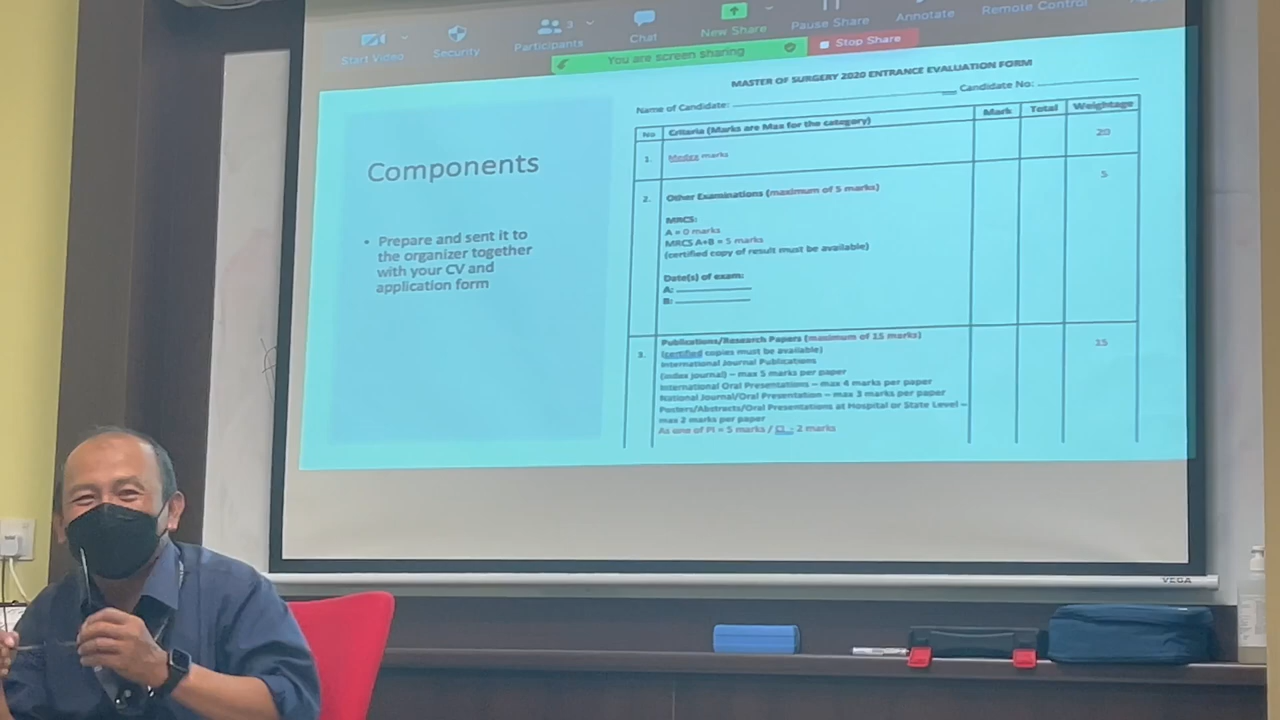 3
Start Video
Security
Participants
Chat
New Share
Pause Share
Annotate
Remote Control
You are screen sharing
Stop Share
Components
• Prepare and sent it to
the organizer together
with your CV and
application form
MASTER OF SURGERY 2020 ENTRANCE EVALUATION FORM
Name of Candidate: Candidate No:
No Criteria (Marks are Max for the category) Mark Total Weightage
1. Medex marks 20
2. Other Examinations (maximum of 5 marks) 5
MRCS:
A = 0 marks
MRCS A+B = 5 marks
(certified copy of result must be available)
Date(s) of exam:
A:
B:
3. Publications/Research Papers (maximum of 15 marks) 15
(certified copies must be available)
International Journal Publications
(index journal) – max 5 marks per paper
International Oral Presentations – max 4 marks per paper
National Journal/Oral Presentation – max 3 marks per paper
Posters/Abstracts/Oral Presentations at Hospital or State Level –
max 2 marks per paper
As one of PI = 5 marks / CI - 2 marks
VEGA